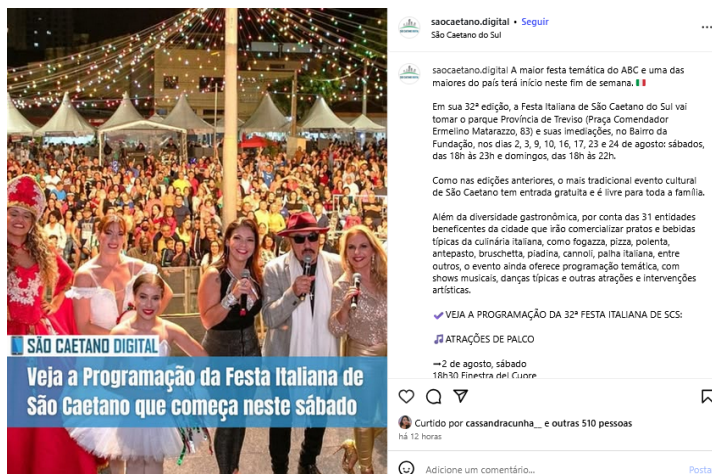 SÃO CAETANO DIGITAL
Veja a Programação da Festa Italiana de
São Caetano que começa neste sábado
saocaetano.digital • Seguir
São Caetano do Sul
saocaetano.digital A maior festa temática do ABC e uma das
maiores do país terá início neste fim de semana. 🇮🇹
Em sua 32ª edição, a Festa Italiana de São Caetano do Sul vai
tomar o parque Província de Treviso (Praça Comendador
Ermelino Matarazzo, 83) e suas imediações, no Bairro da
Fundação, nos dias 2, 3, 9, 10, 16, 17, 23 e 24 de agosto: sábados,
das 18h às 23h e domingos, das 18h às 22h.
Como nas edições anteriores, o mais tradicional evento cultural
de São Caetano tem entrada gratuita e é livre para toda a família.
Além da diversidade gastronômica, por conta das 31 entidades
beneficentes da cidade que irão comercializar pratos e bebidas
típicas da culinária italiana, como fogazza, pizza, polenta,
antepasto, bruschetta, piadina, cannoli, palha italiana, entre
outros, o evento ainda oferece programação temática, com
shows musicais, danças típicas e outras atrações e intervenções
artísticas.
✔️VEJA A PROGRAMAÇÃO DA 32ª FESTA ITALIANA DE SCS:
🎵ATRAÇÕES DE PALCO
➞2 de agosto, sábado
18h30 Finestra del Cuore
Curtido por cassandracunha__ e outras 510 pessoas
há 12 horas
Adicione um comentário...
Posta